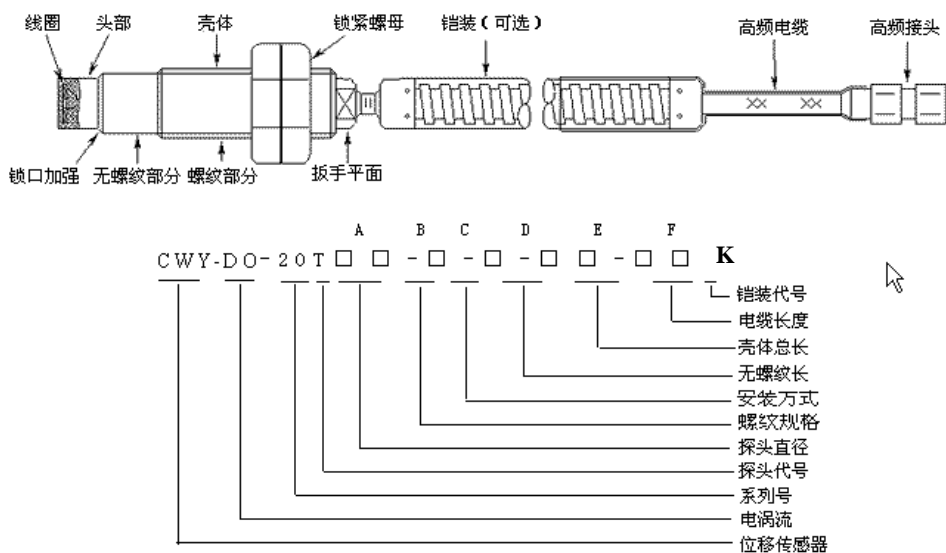 线圈 头部 壳体 锁紧螺母 铠装(可选) 高频电缆 高频接头
XX XX
锁口加强 无螺纹部分 螺纹部分 扳手平面
A B C D E F
CWY-DO-20T□□-□-□-□□-□□ K
铠装代号
电缆长度
壳体总长
无螺纹长
安装方式
螺纹规格
探头直径
探头代号
系列号
电涡流
位移传感器